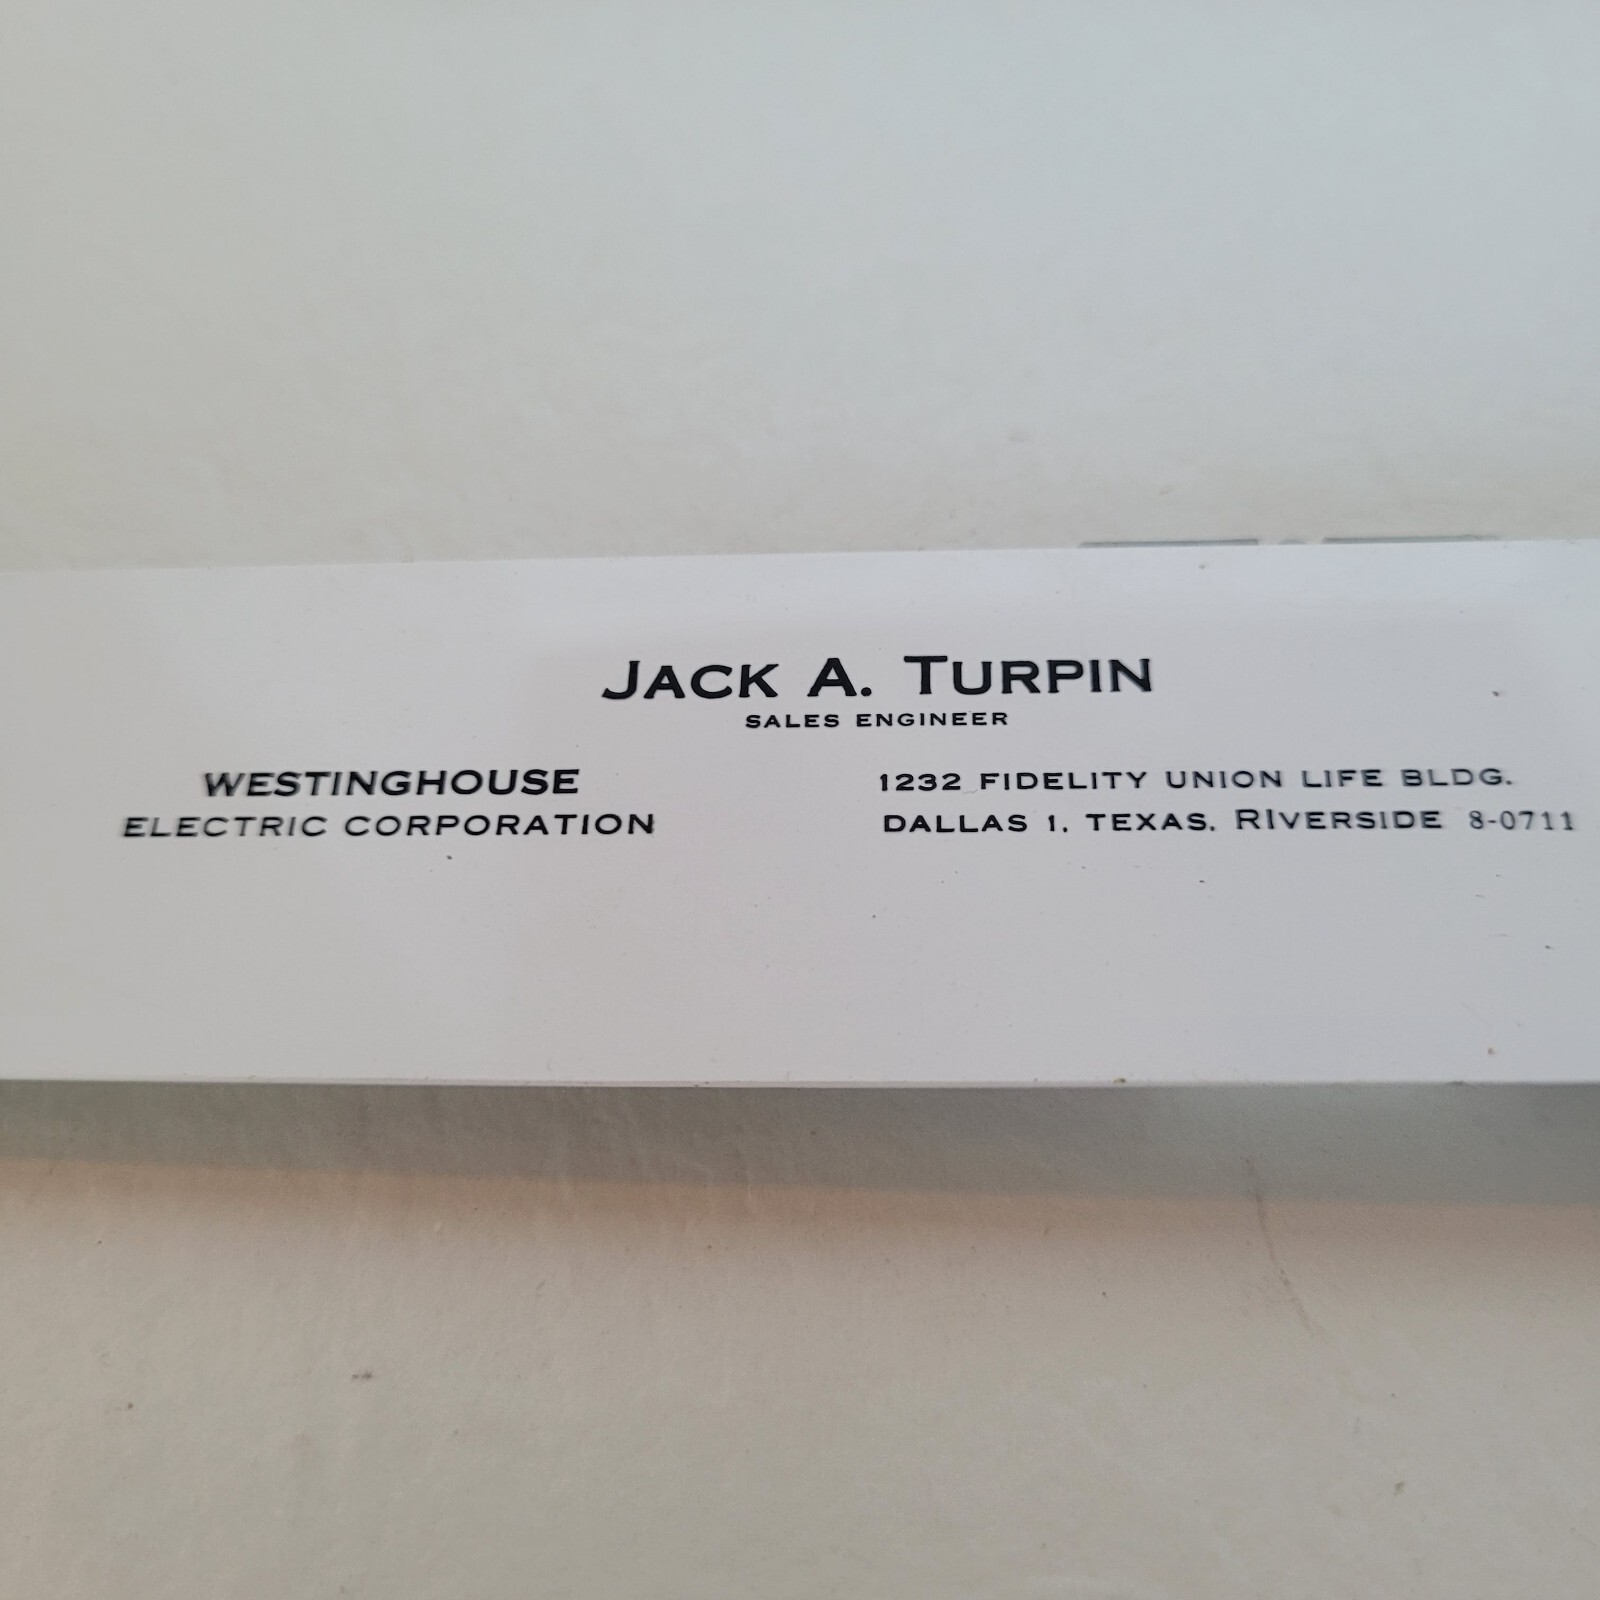 JACK A. TURPIN
SALES ENGINEER
WESTINGHOUSE
ELECTRIC CORPORATION
1232 FIDELITY UNION LIFE BLDG.
DALLAS 1, TEXAS, RIVERSIDE 8-0711